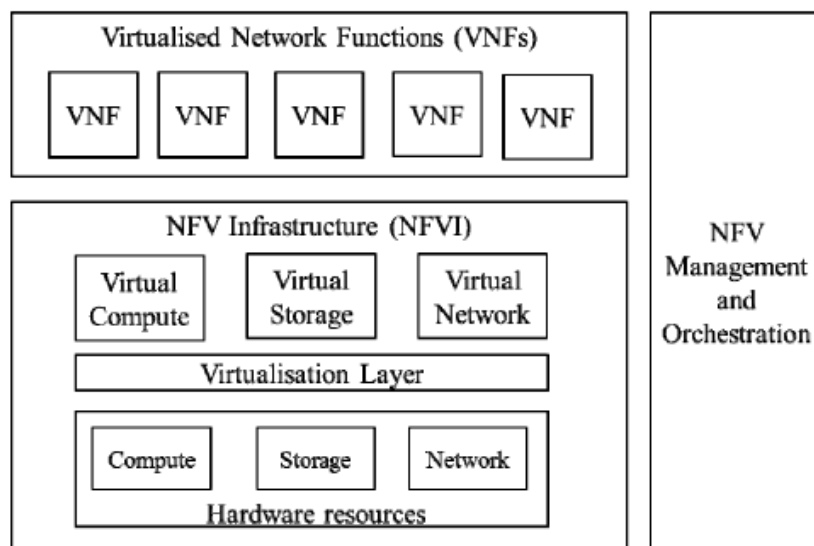 Virtualised Network Functions (VNFs)
VNF VNF VNF VNF VNF
NFV Infrastructure (NFVI)
Virtual
Compute
Virtual
Storage
Virtual
Network
Virtualisation Layer
Compute Storage Network
Hardware resources
NFV
Management
and
Orchestration